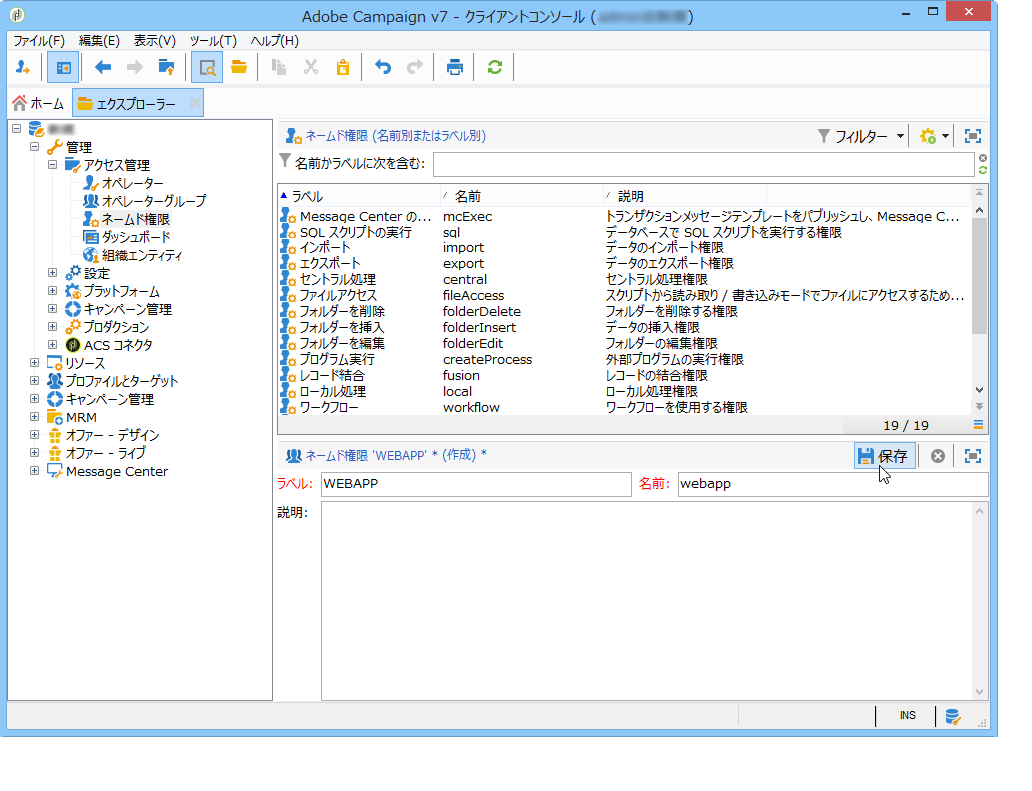 Adobe Campaign v7 - クライアントコンソール (
ファイル(F) 編集(E) 表示(V) ツール(T) ヘルプ(H)
ホーム エクスプローラー
管理
アクセス管理
オペレーター
オペレーターグループ
ネームド権限
ダッシュボード
組織エンティティ
設定
プラットフォーム
キャンペーン管理
プロダクション
ACS コネクタ
リソース
プロファイルとターゲット
キャンペーン管理
MRM
オファー - デザイン
オファー - ライブ
Message Center
ネームド権限 (名前別またはラベル別) フィルター
名前かラベルに次を含む:
ラベル 名前 説明
Message Center の... mcExec トランザクションメッセージテンプレートをパブリッシュし、Message C...
SQL スクリプトの実行 sql データベースで SQL スクリプトを実行する権限
インポート import データのインポート権限
エクスポート export データのエクスポート権限
セントラル処理 central セントラル処理権限
ファイルアクセス fileAccess スクリプトから読み取り / 書き込みモードでファイルにアクセスするため...
フォルダーを削除 folderDelete フォルダーを削除する権限
フォルダーを挿入 folderInsert データの挿入権限
フォルダーを編集 folderEdit フォルダーの編集権限
プログラム実行 createProcess 外部プログラムの実行権限
レコード結合 fusion レコードの結合権限
ローカル処理 local ローカル処理権限
ワークフロー workflow ワークフローを使用する権限
19 / 19
ネームド権限 'WEBAPP' * (作成) * 保存
ラベル: WEBAPP 名前: webapp
説明:
INS